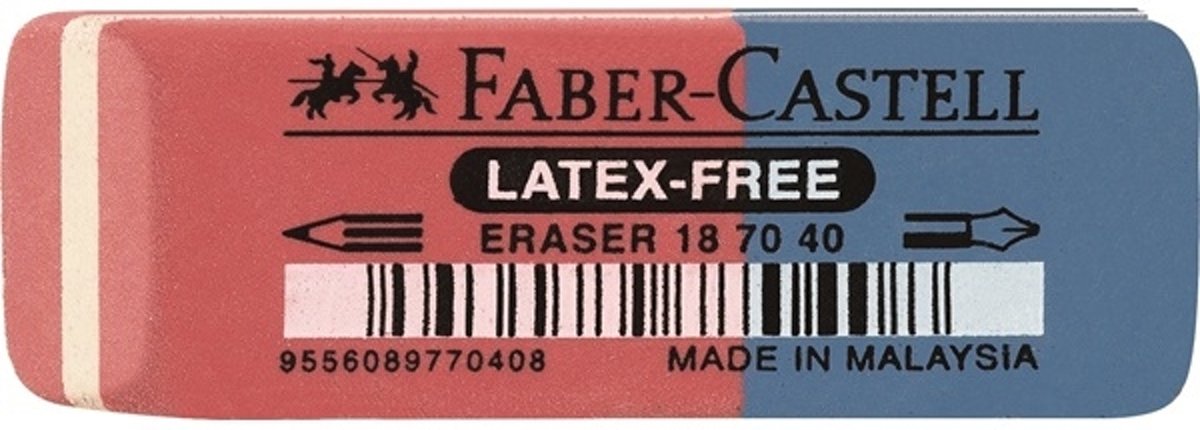 FABER-CASTELL
LATEX-FREE
ERASER 18 70 40
9556089770408 MADE IN MALAYSIA